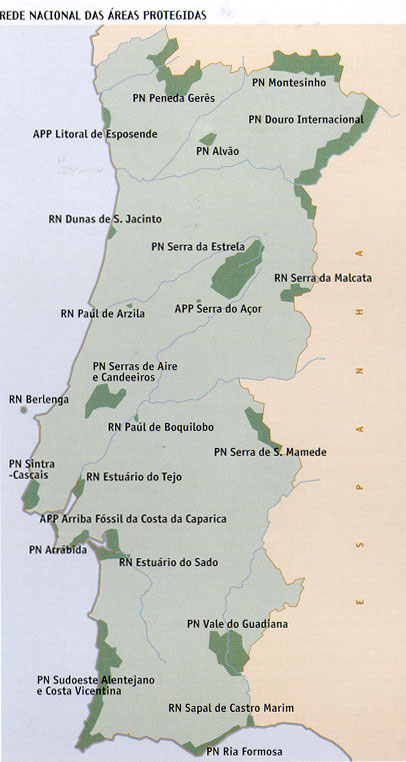 REDE NACIONAL DAS ÁREAS PROTEGIDAS
PN Peneda Gerês
PN Montesinho
PN Douro Internacional
APP Litoral de Esposende
PN Alvão
RN Dunas de S. Jacinto
PN Serra da Estrela
RN Serra da Malcata
RN Paúl de Arzila
APP Serra do Açor
PN Serras de Aire
e Candeeiros
RN Berlenga
RN Paúl de Boquilobo
PN Serra de S. Mamede
PN Sintra
-Cascais
RN Estuário do Tejo
APP Arriba Fóssil da Costa da Caparica
PN Arrábida
RN Estuário do Sado
PN Vale do Guadiana
PN Sudoeste Alentejano
e Costa Vicentina
RN Sapal de Castro Marim
PN Ria Formosa
ESPANHA